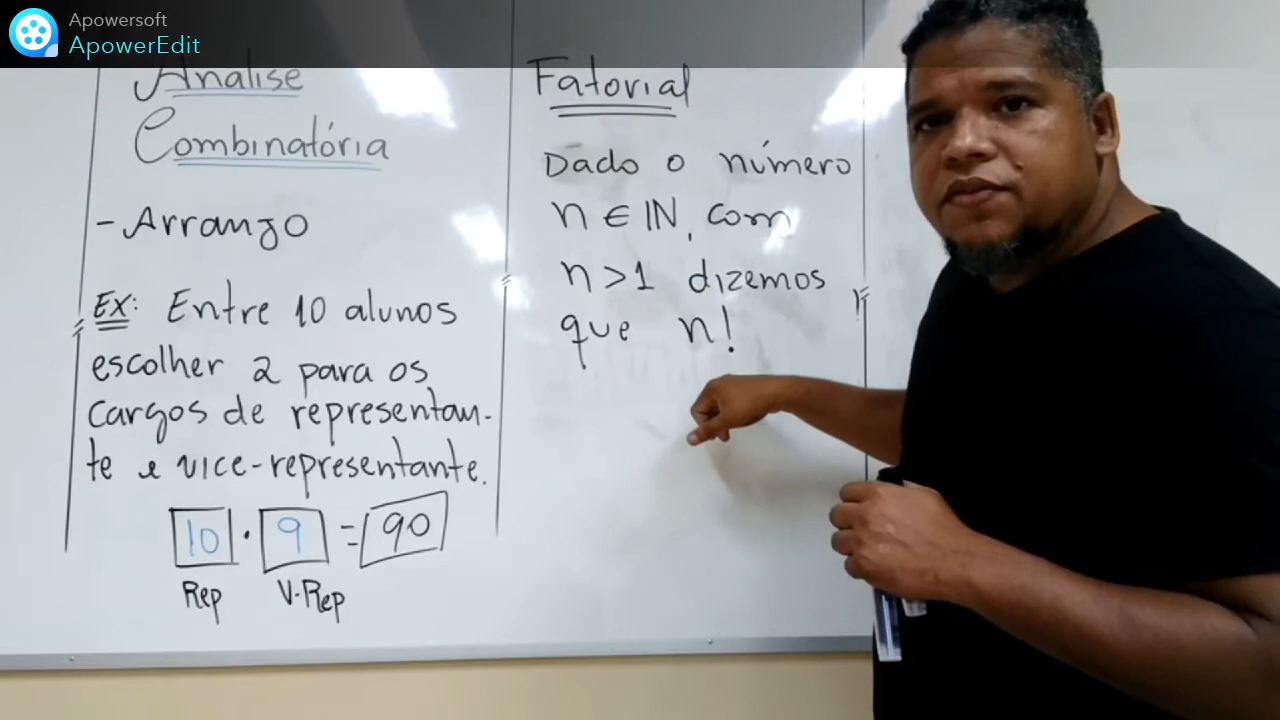 Apowersoft
ApowerEdit
Análise
Combinatória
- Arranjo
EX: Entre 10 alunos
escolher 2 para os
cargos de representan-
te e vice-representante.
10 . 9 = 90
Rep V-Rep
Fatorial
Dado o número
n ∈ IN, com
n > 1 dizemos
que n!